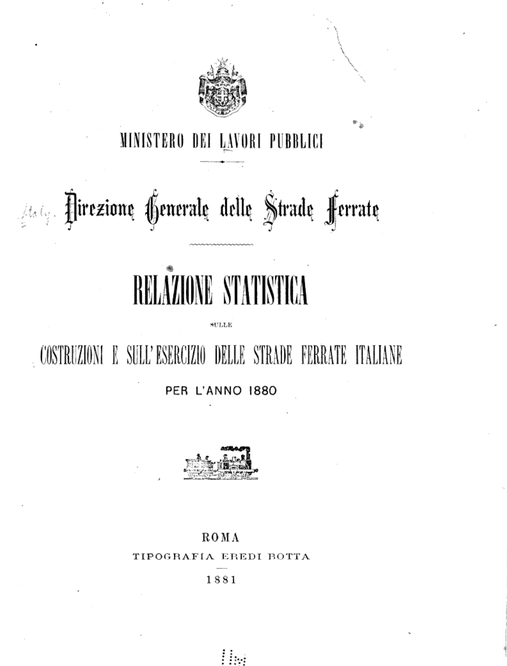 MINISTERO DEI LAVORI PUBBLICI
Italy.
Direzione Generale delle Strade Ferrate
RELAZIONE STATISTICA
SULLE
COSTRUZIONI E SULL'ESERCIZIO DELLE STRADE FERRATE ITALIANE
PER L'ANNO 1880
ROMA
TIPOGRAFIA EREDI BOTTA
1881